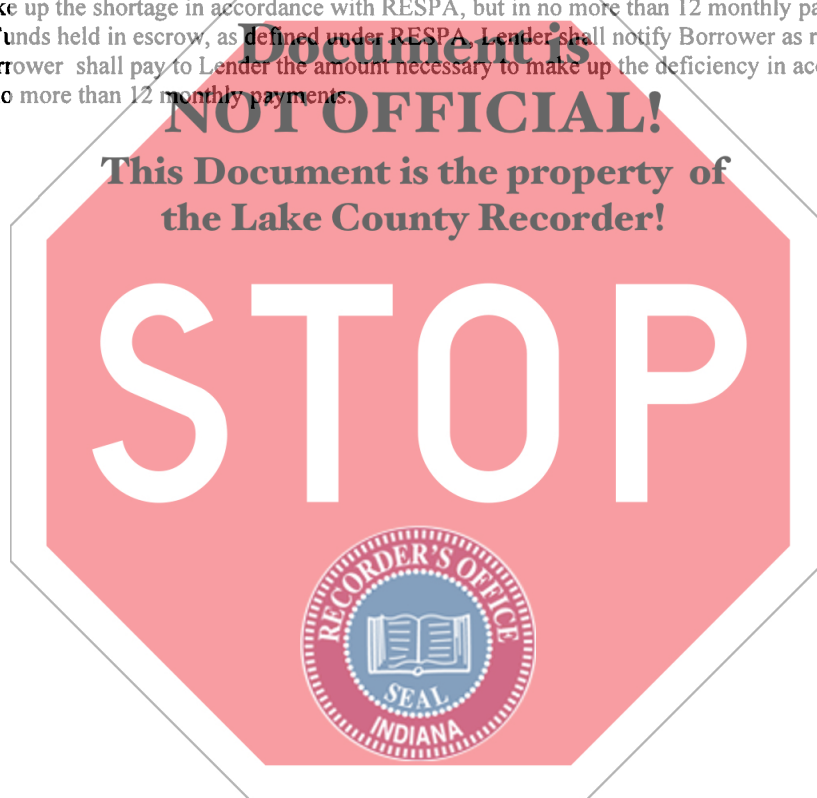 ke up the shortage in accordance with RESPA, but in no more than 12 monthly pa
Funds held in escrow, as defined under RESPA, Lender shall notify Borrower as r
rrower shall pay to Lender the amount necessary to make up the deficiency in acc
o more than 12 monthly payments.
Document is
NOT OFFICIAL!
This Document is the property of
the Lake County Recorder!
STOP
RECORDER'S OFFICE
SEAL
INDIANA